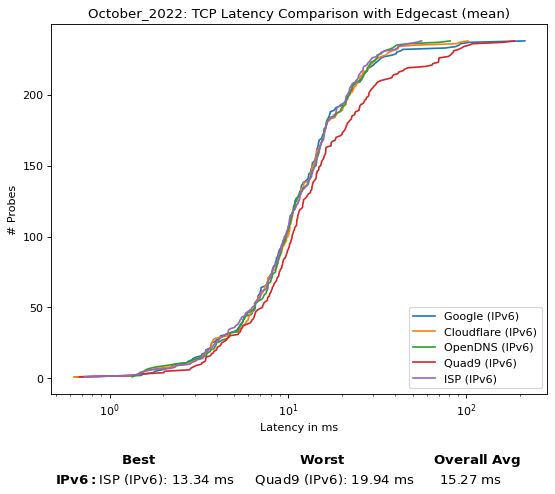 October_2022: TCP Latency Comparison with Edgecast (mean)
# Probes
200
150
100
50
0
Google (IPv6)
Cloudflare (IPv6)
OpenDNS (IPv6)
Quad9 (IPv6)
ISP (IPv6)
10^0 10^1 10^2
Latency in ms
Best Worst Overall Avg
IPv6: ISP (IPv6): 13.34 ms Quad9 (IPv6): 19.94 ms 15.27 ms